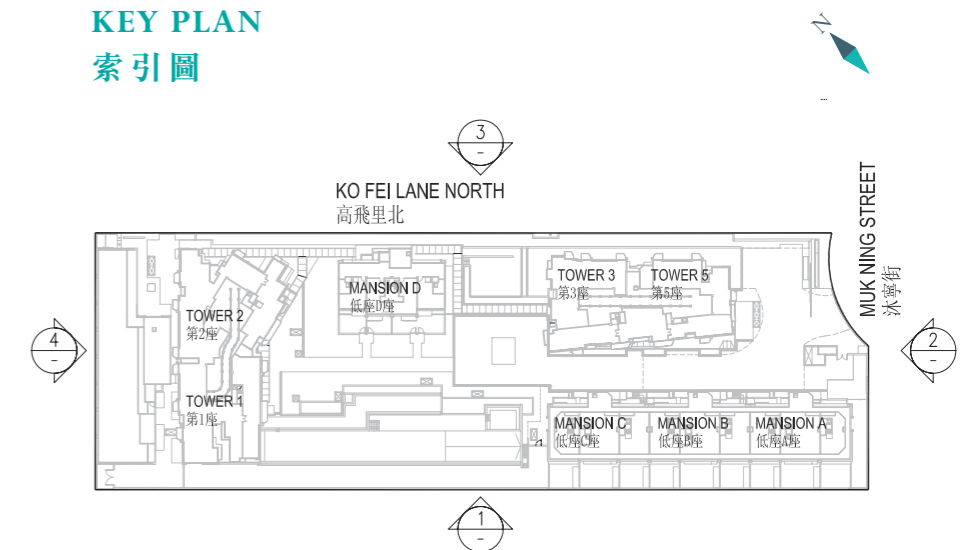 KEY PLAN
索引圖
N
3
-
KO FEI LANE NORTH
高飛里北
MUK NING STREET
沐寧街
TOWER 3
第3座
TOWER 5
第5座
MANSION D
低座D座
TOWER 2
第2座
4
-
2
-
TOWER 1
第1座
MANSION C
低座C座
MANSION B
低座B座
MANSION A
低座A座
1
-